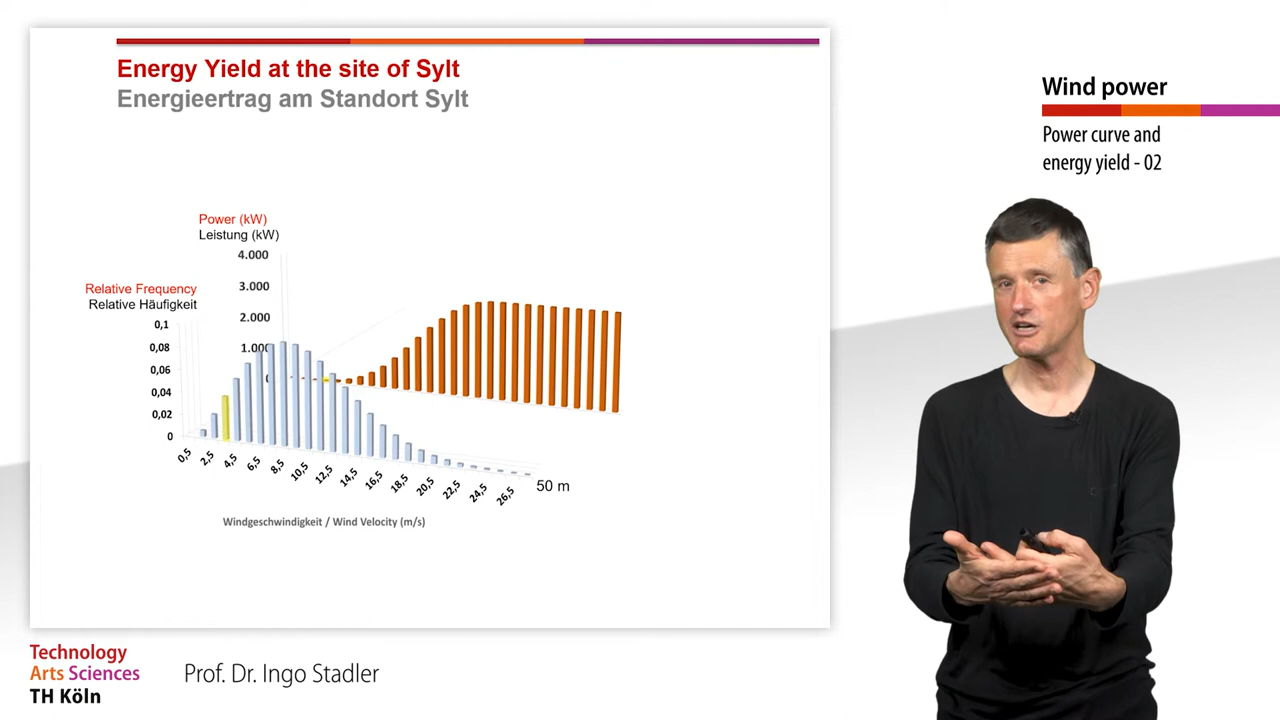 Energy Yield at the site of Sylt
Energieertrag am Standort Sylt
Power (kW)
Leistung (kW)
4.000
3.000
2.000
1.000
0
Relative Frequency
Relative Häufigkeit
0,1
0,08
0,06
0,04
0,02
0
0,5
2,5
4,5
6,5
8,5
10,5
12,5
14,5
16,5
18,5
20,5
22,5
24,5
26,5
50 m
Windgeschwindigkeit / Wind Velocity (m/s)
Wind power
Power curve and
energy yield - 02
Technology
Arts Sciences
TH Köln
Prof. Dr. Ingo Stadler